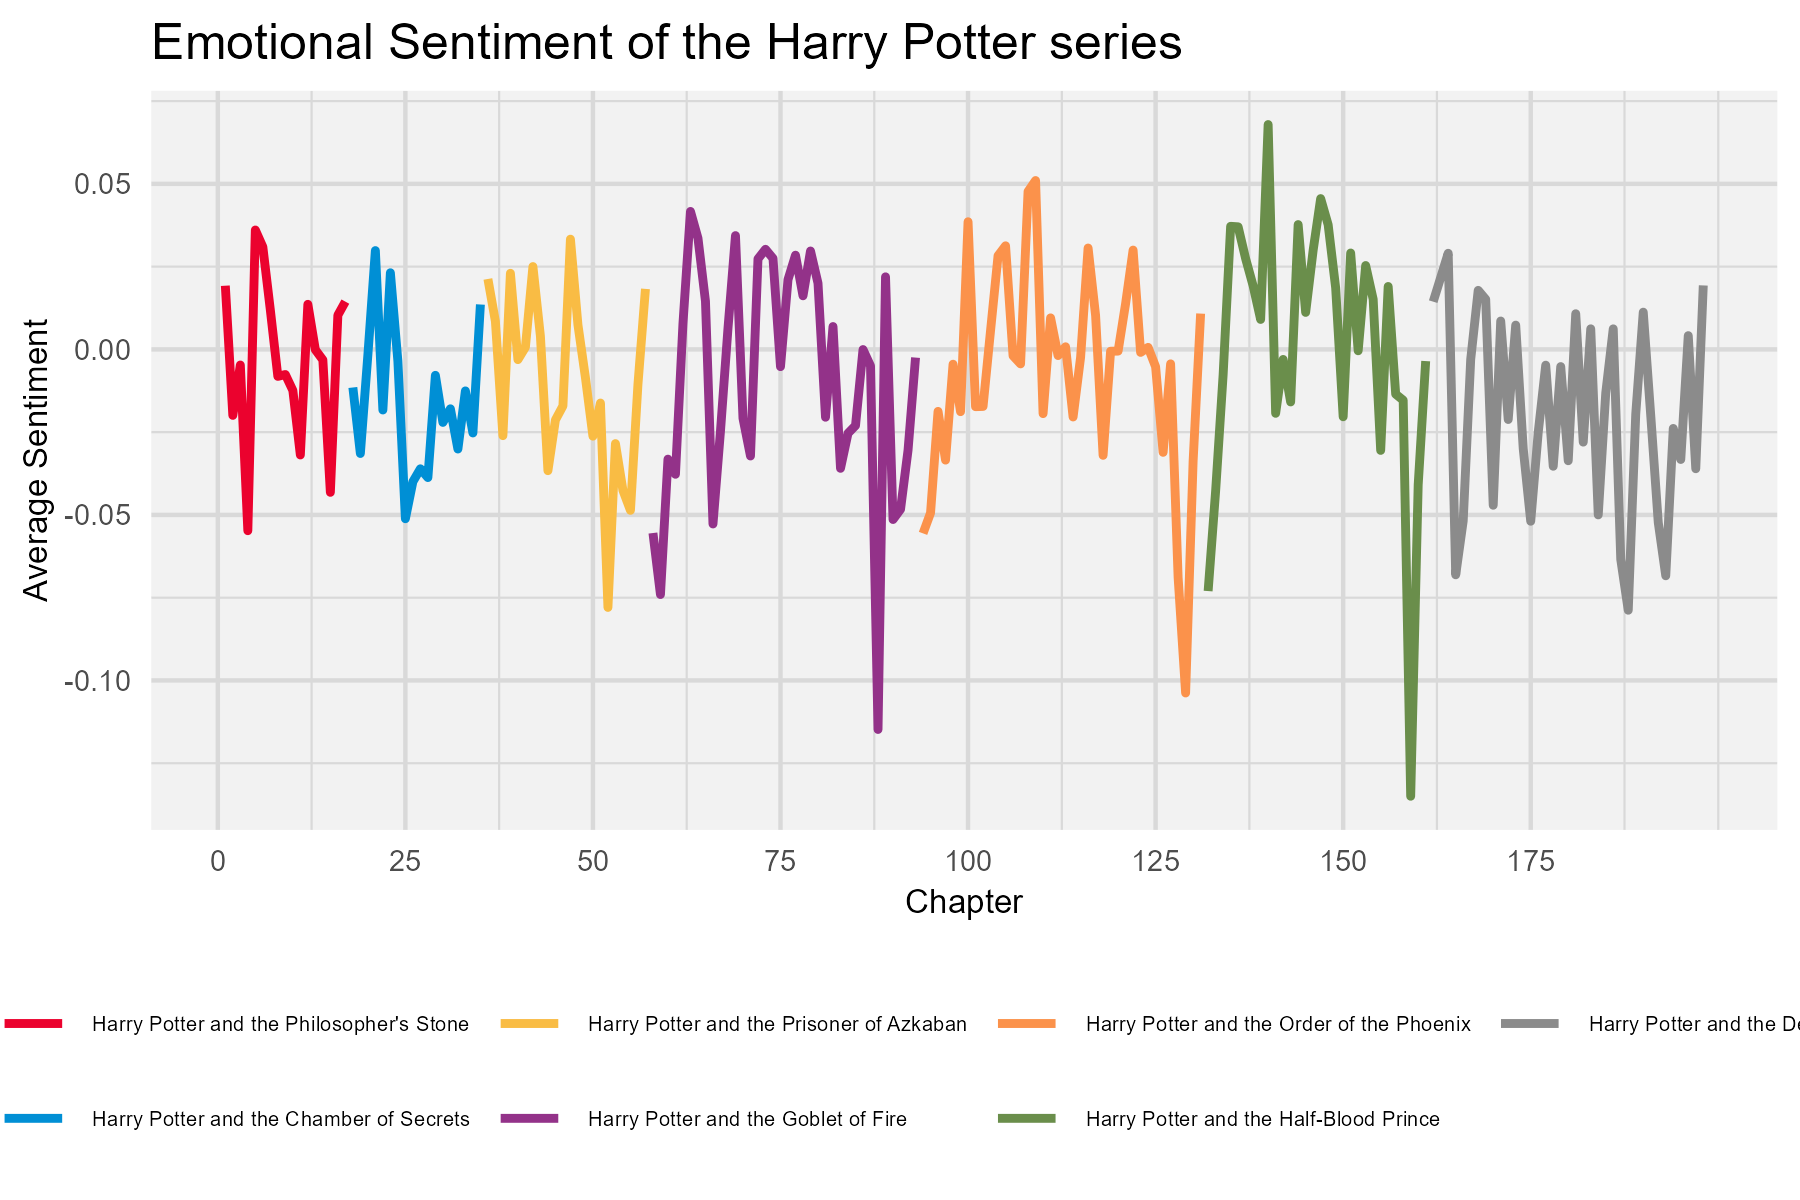 Emotional Sentiment of the Harry Potter series
Average Sentiment
0.05
0.00
-0.05
-0.10
0 25 50 75 100 125 150 175
Chapter
Harry Potter and the Philosopher's Stone Harry Potter and the Prisoner of Azkaban Harry Potter and the Order of the Phoenix Harry Potter and the De
Harry Potter and the Chamber of Secrets Harry Potter and the Goblet of Fire Harry Potter and the Half-Blood Prince